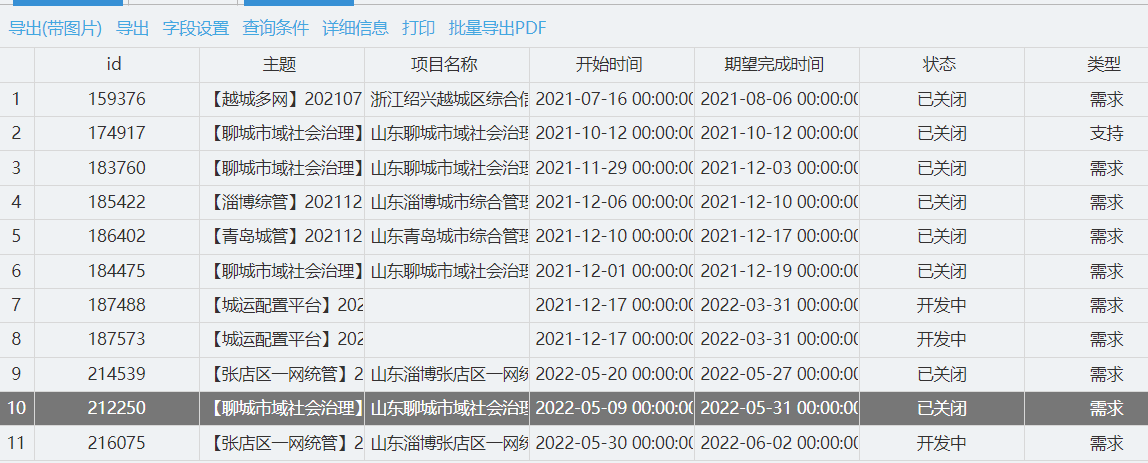 导出(带图片) 导出 字段设置 查询条件 详细信息 打印 批量导出PDF
id 主题 项目名称 开始时间 期望完成时间 状态 类型
1 159376 【越城多网】202107 浙江绍兴越城区综合信 2021-07-16 00:00:00 2021-08-06 00:00:00 已关闭 需求
2 174917 【聊城市域社会治理】 山东聊城市域社会治理 2021-10-12 00:00:00 2021-10-12 00:00:00 已关闭 支持
3 183760 【聊城市域社会治理】 山东聊城市域社会治理 2021-11-29 00:00:00 2021-12-03 00:00:00 已关闭 需求
4 185422 【淄博综管】202112 山东淄博城市综合管理 2021-12-06 00:00:00 2021-12-10 00:00:00 已关闭 需求
5 186402 【青岛城管】202112 山东青岛城市综合管理 2021-12-10 00:00:00 2021-12-17 00:00:00 已关闭 需求
6 184475 【聊城市域社会治理】 山东聊城市域社会治理 2021-12-01 00:00:00 2021-12-19 00:00:00 已关闭 需求
7 187488 【城运配置平台】202 2021-12-17 00:00:00 2022-03-31 00:00:00 开发中 需求
8 187573 【城运配置平台】202 2021-12-17 00:00:00 2022-03-31 00:00:00 开发中 需求
9 214539 【张店区一网统管】2 山东淄博张店区一网统 2022-05-20 00:00:00 2022-05-27 00:00:00 已关闭 需求
10 212250 【聊城市域社会治理】 山东聊城市域社会治理 2022-05-09 00:00:00 2022-05-31 00:00:00 已关闭 需求
11 216075 【张店区一网统管】2 山东淄博张店区一网统 2022-05-30 00:00:00 2022-06-02 00:00:00 开发中 需求